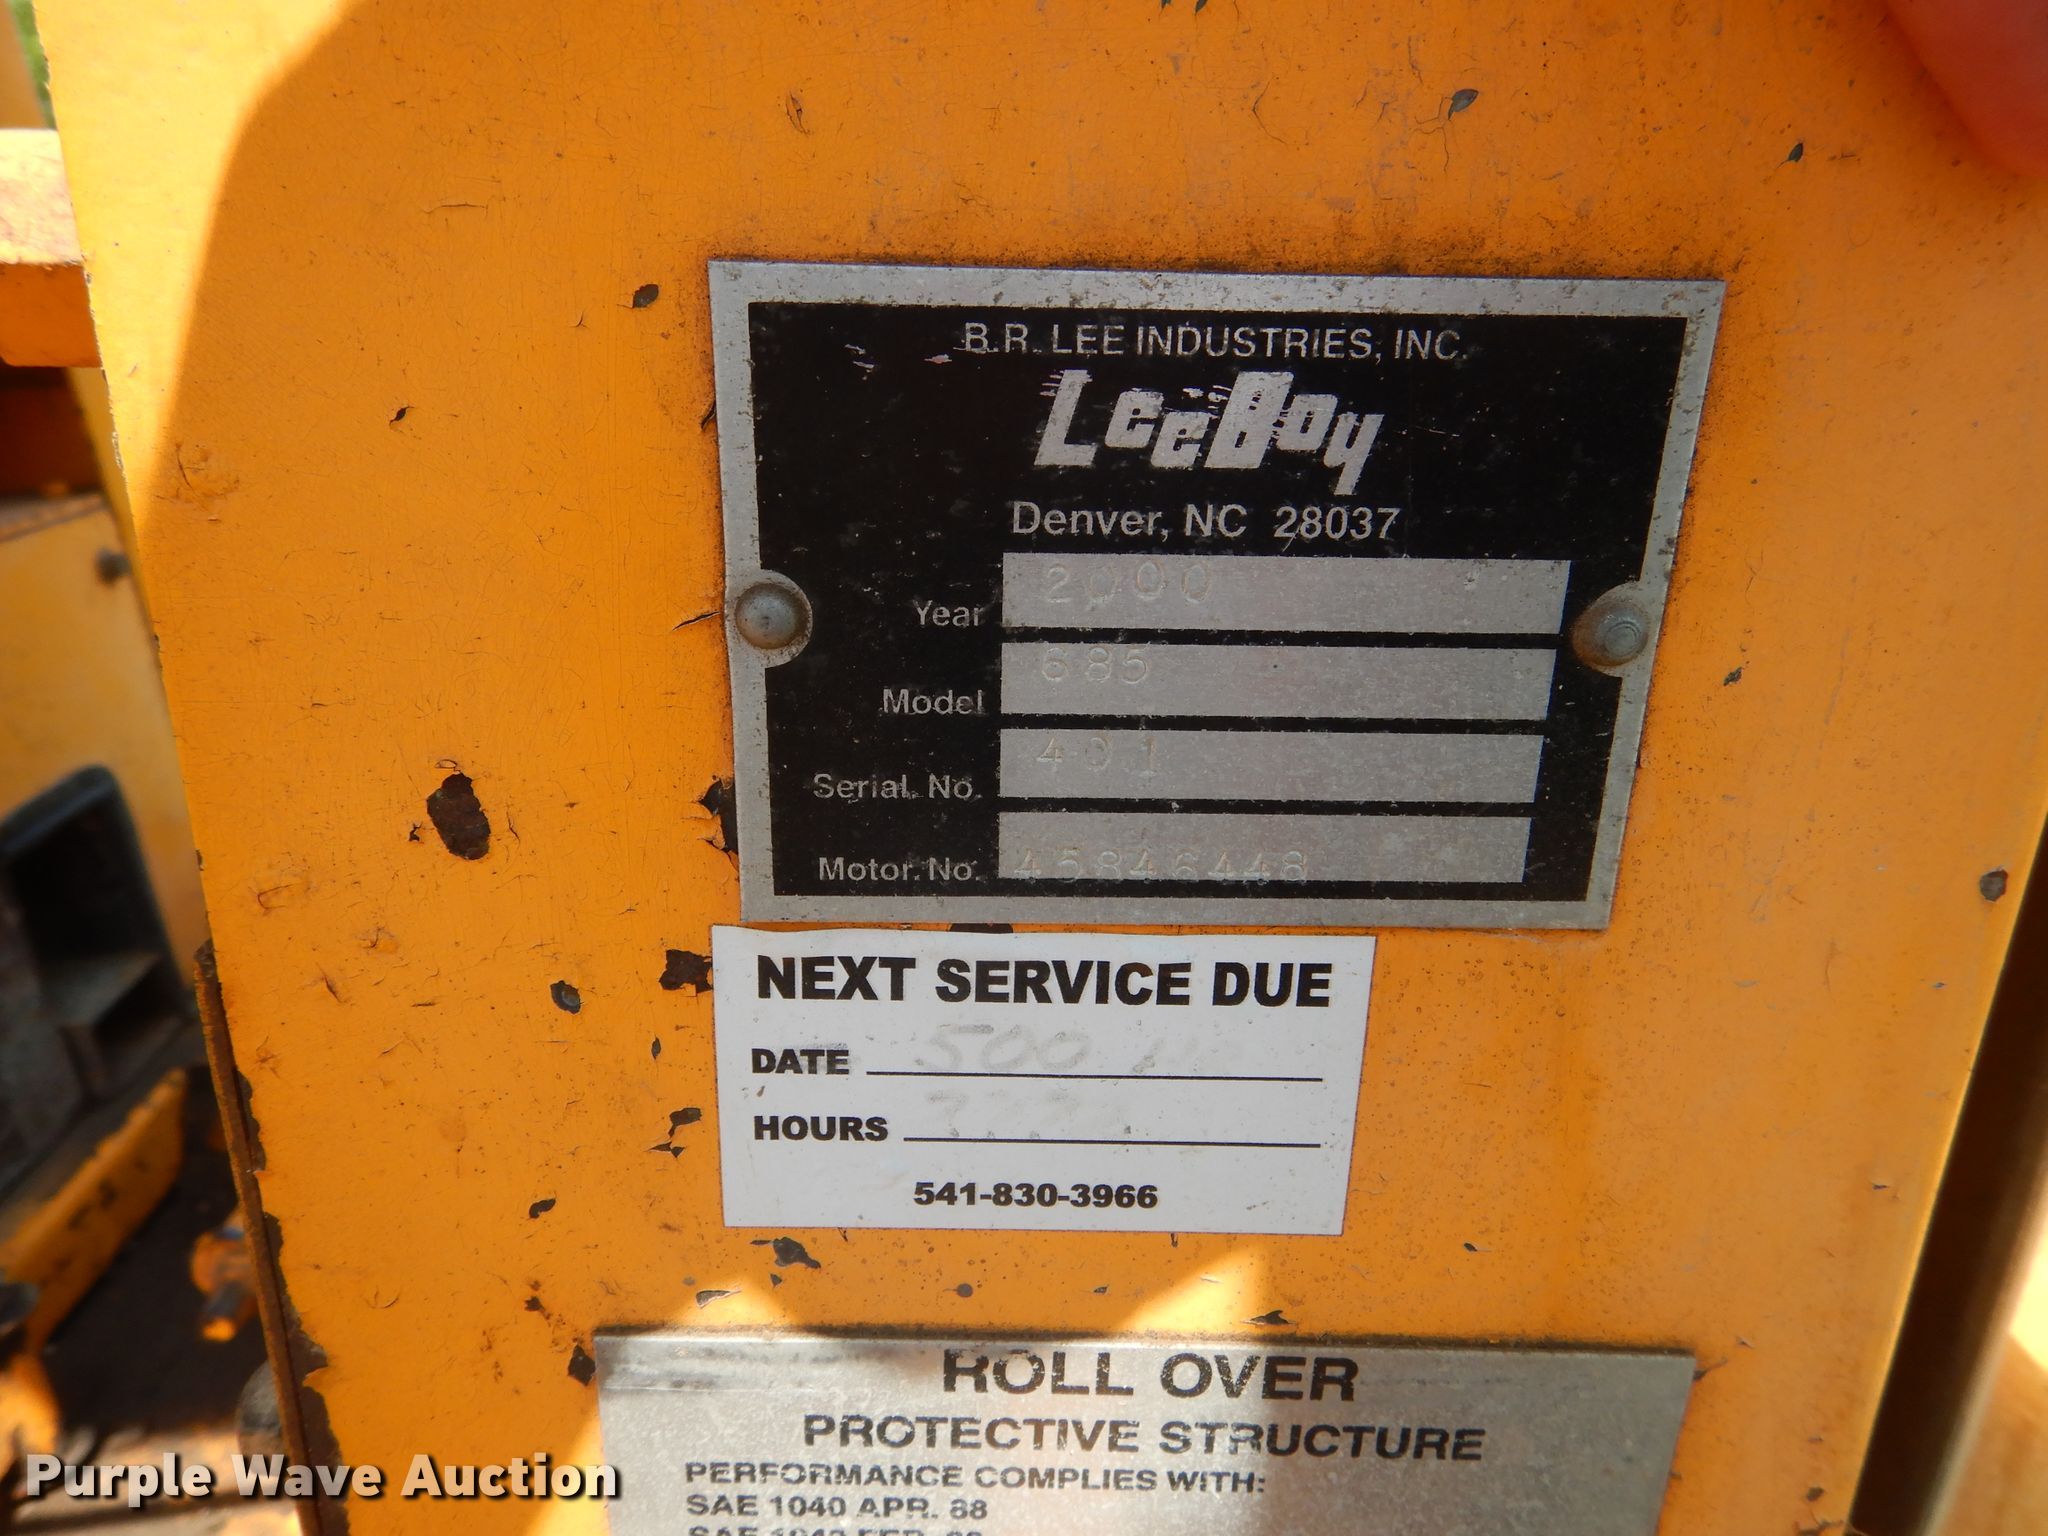 B.R. LEE INDUSTRIES, INC.
LeeBoy
Denver, NC 28037
Year 2000
Model 685
Serial. No. 401
Motor. No. 45846448
NEXT SERVICE DUE
DATE 500
HOURS
541-830-3966
ROLL OVER
PROTECTIVE STRUCTURE
PERFORMANCE COMPLIES WITH:
SAE 1040 APR. 88
SAE
Purple Wave Auction